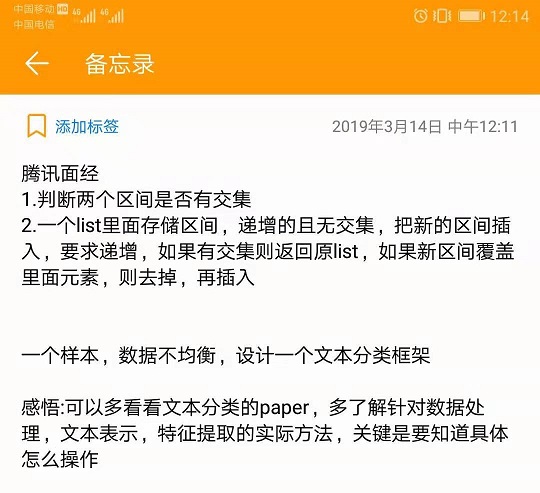 中国移动 HD 4G 4G 12:14
中国电信
备忘录
添加标签 2019年3月14日 中午12:11
腾讯面经
1.判断两个区间是否有交集
2.一个list里面存储区间，递增的且无交集，把新的区间插
入，要求递增，如果有交集则返回原list，如果新区间覆盖
里面元素，则去掉，再插入
一个样本，数据不均衡，设计一个文本分类框架
感悟:可以多看看文本分类的paper，多了解针对数据处
理，文本表示，特征提取的实际方法，关键是要知道具体
怎么操作